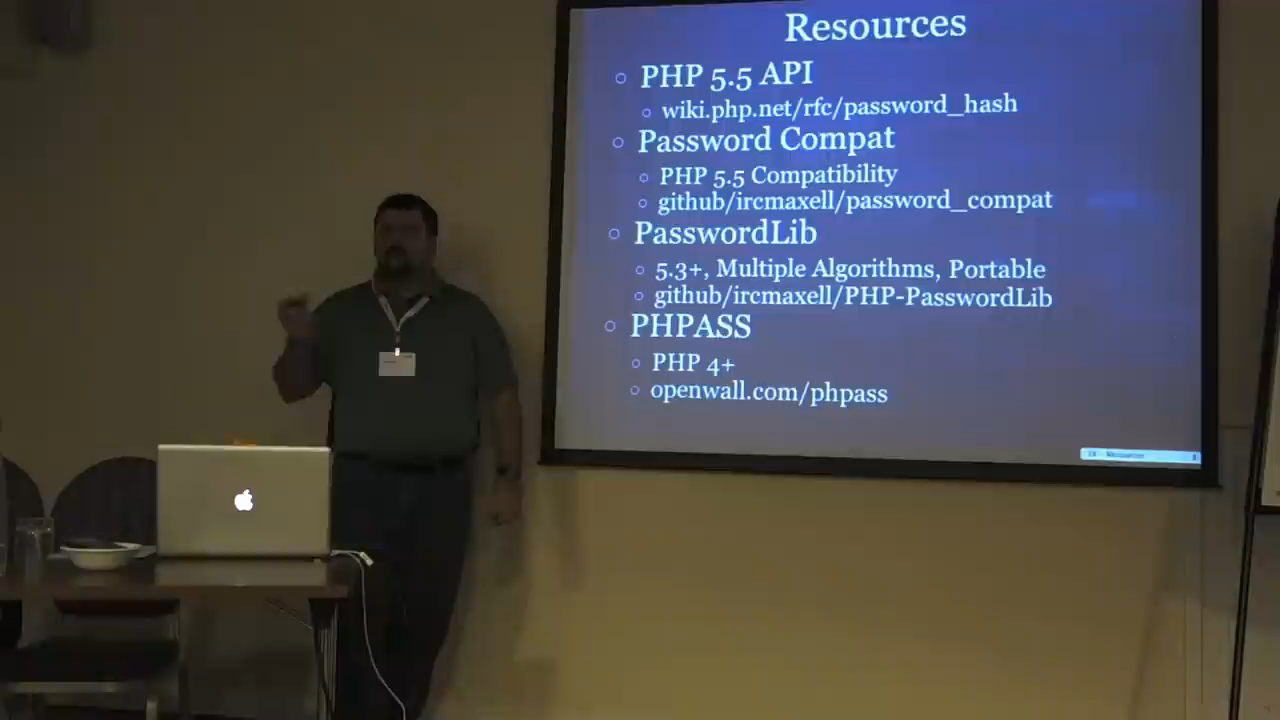 Resources
PHP 5.5 API
wiki.php.net/rfc/password_hash
Password Compat
PHP 5.5 Compatibility
github/ircmaxell/password_compat
PasswordLib
5.3+, Multiple Algorithms, Portable
github/ircmaxell/PHP-PasswordLib
PHPASS
PHP 4+
openwall.com/phpass
Resources